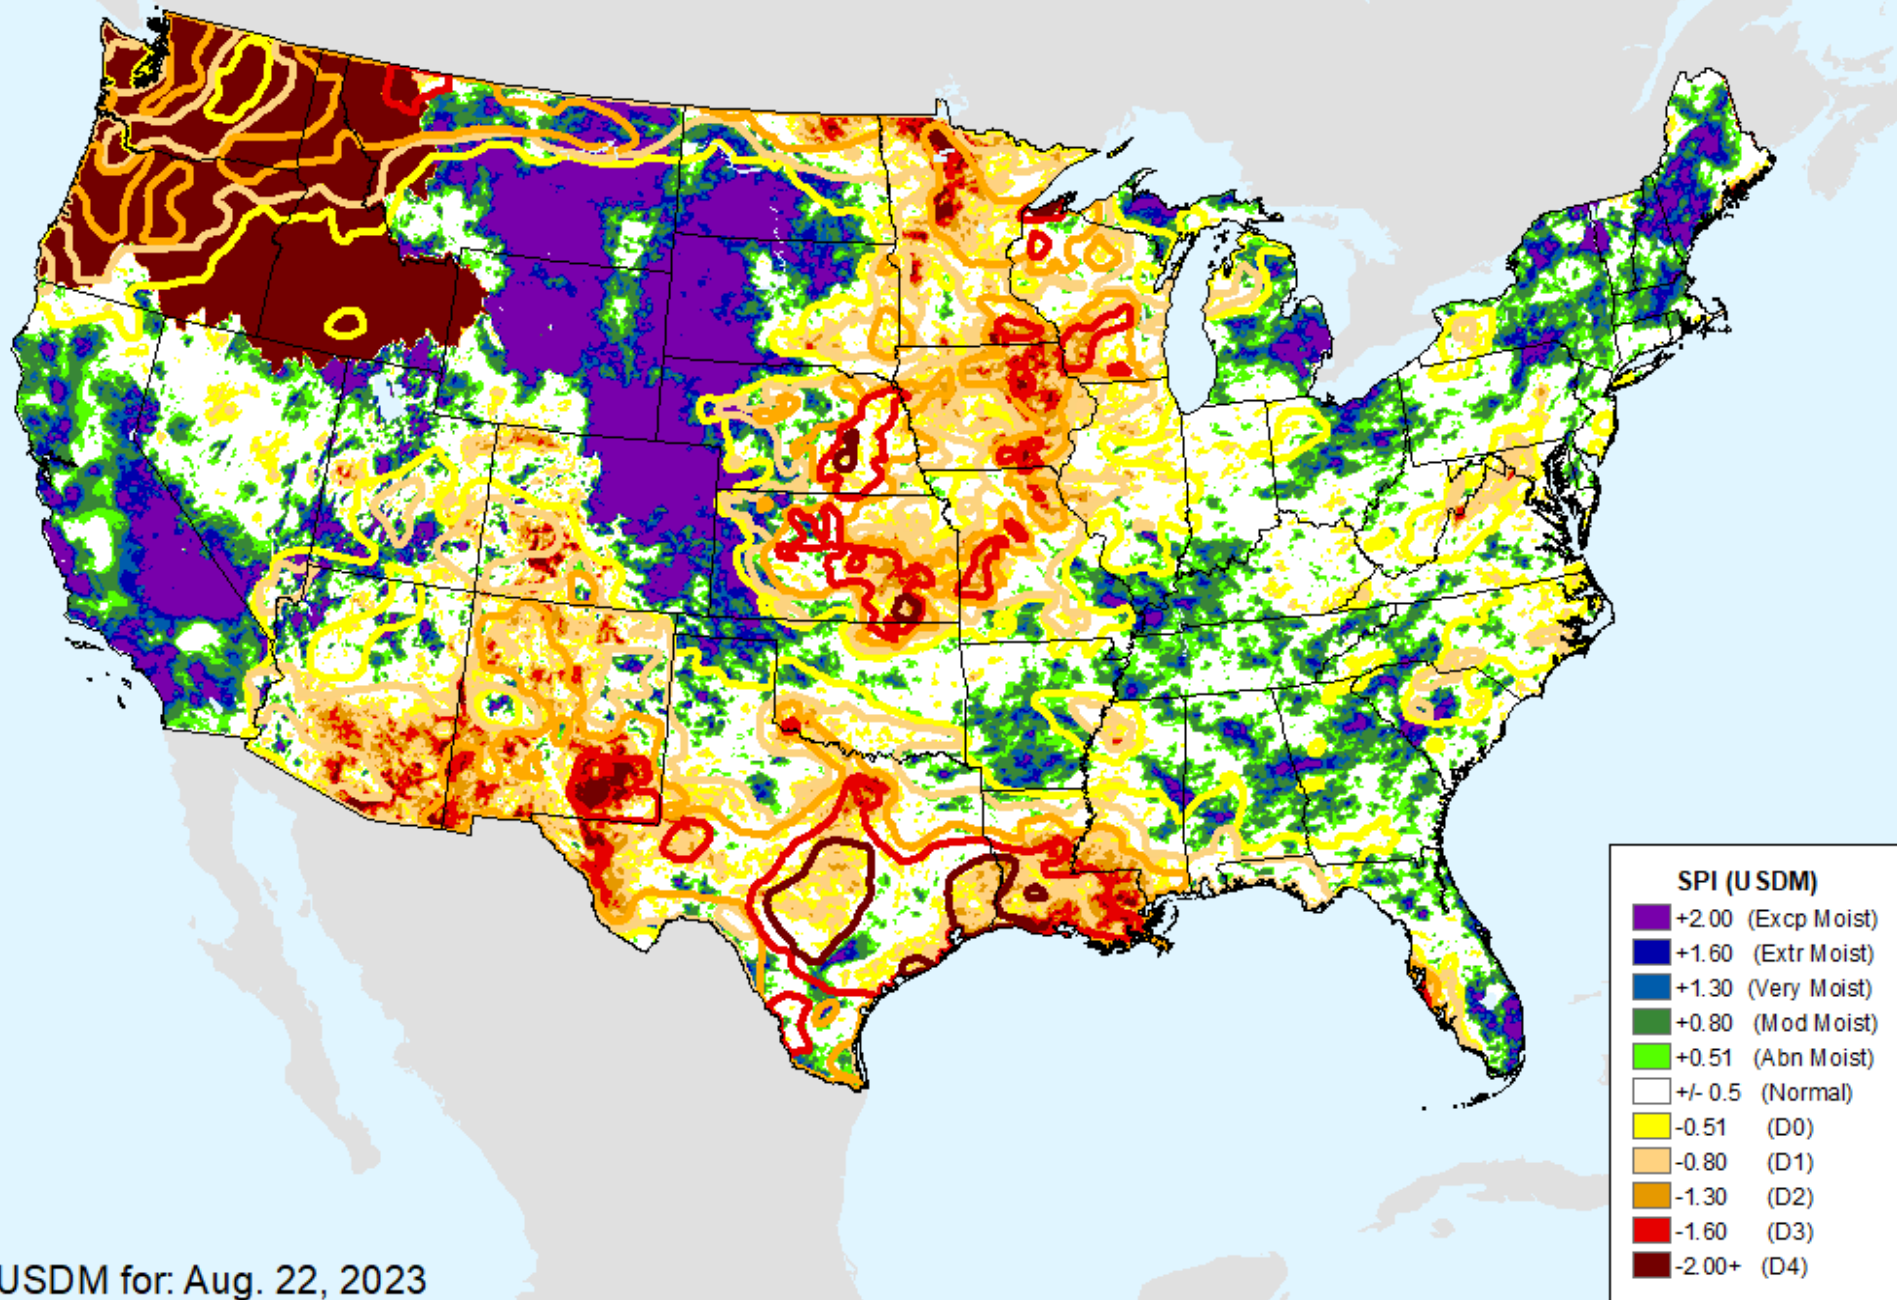 SPI (USDM)
+2.00 (Excp Moist)
+1.60 (Extr Moist)
+1.30 (Very Moist)
+0.80 (Mod Moist)
+0.51 (Abn Moist)
+/- 0.5 (Normal)
-0.51 (D0)
-0.80 (D1)
-1.30 (D2)
-1.60 (D3)
-2.00+ (D4)
USDM for: Aug. 22, 2023